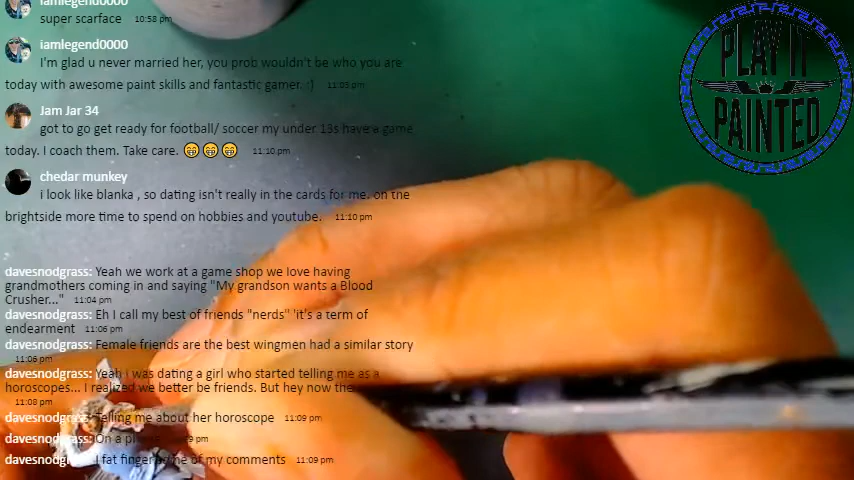 iamlegend0000
super scarface 10:58 pm
iamlegend0000
I'm glad u never married her, you prob wouldn't be who you are
today with awesome paint skills and fantastic gamer. :) 11:03 pm
Jam Jar 34
got to go get ready for football/ soccer my under 13s have a game
today. I coach them. Take care. 😁😁😁 11:10 pm
chedar munkey
i look like blanka , so dating isn't really in the cards for me. on the
brightside more time to spend on hobbies and youtube. 11:10 pm
davesnodgrass: Yeah we work at a game shop we love having
grandmothers coming in and saying "My grandson wants a Blood
Crusher..." 11:04 pm
davesnodgrass: Eh I call my best of friends "nerds" 'it's a term of
endearment 11:06 pm
davesnodgrass: Female friends are the best wingmen had a similar story
11:06 pm
davesnodgrass: Yeah i was dating a girl who started telling me as a
horoscopes... I realized we better be friends. But hey now the
11:08 pm
davesnodgrass: Telling me about her horoscope 11:09 pm
davesnodg On a pm
davesnodg I fat finger me of my comments 11:09 pm
PLAY IT
PAINTED